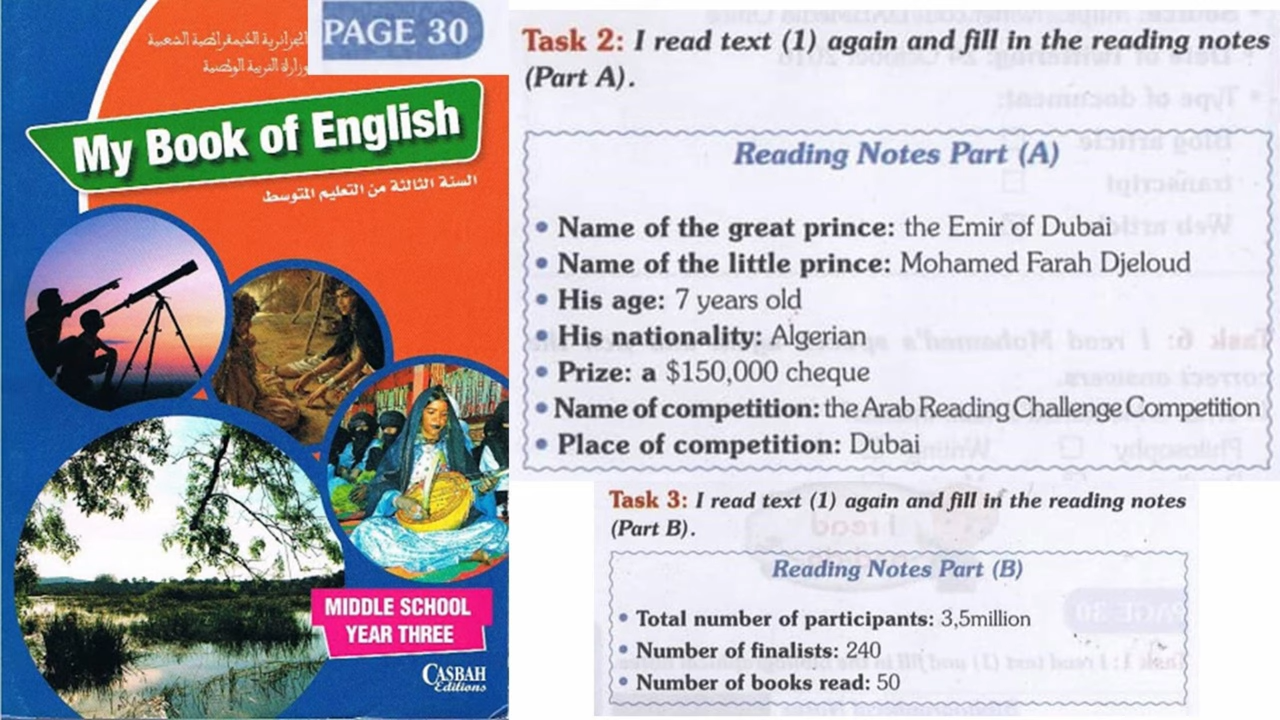 الجزائرية الديمقراطية الشعبية
وزارة التربية الوطنية
PAGE 30
My Book of English
السنة الثالثة من التعليم المتوسط
MIDDLE SCHOOL
YEAR THREE
CASBAH
Editions
Task 2: I read text (1) again and fill in the reading notes
(Part A).
Reading Notes Part (A)
• Name of the great prince: the Emir of Dubai
• Name of the little prince: Mohamed Farah Djeloud
• His age: 7 years old
• His nationality: Algerian
• Prize: a $150,000 cheque
• Name of competition: the Arab Reading Challenge Competition
• Place of competition: Dubai
Task 3: I read text (1) again and fill in the reading notes
(Part B).
Reading Notes Part (B)
• Total number of participants: 3,5million
• Number of finalists: 240
• Number of books read: 50